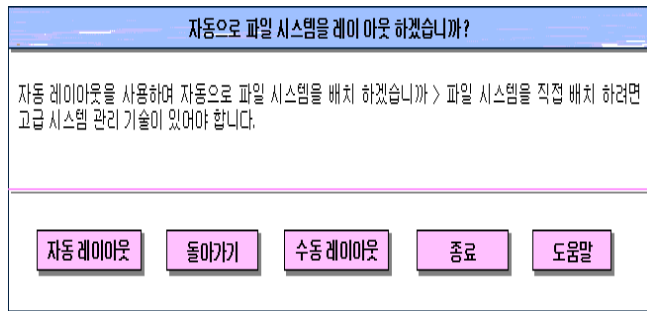 자동으로 파일 시스템을 레이 아웃 하겠습니까?
자동 레이아웃을 사용하여 자동으로 파일 시스템을 배치 하겠습니까 > 파일 시스템을 직접 배치 하려면
고급 시스템 관리 기술이 있어야 합니다.
자동 레이아웃 돌아가기 수동 레이아웃 종료 도움말